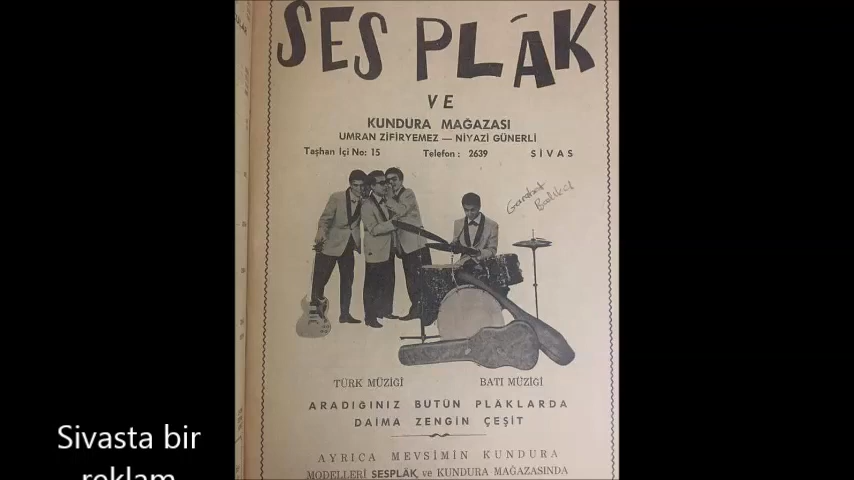 SES PLÂK
VE
KUNDURA MAĞAZASI
UMRAN ZİFİRYEMEZ — NİYAZİ GÜNERLİ
Taşhan İçi No: 15 Telefon: 2639 SİVAS
TÜRK MÜZİĞİ BATI MÜZİĞİ
ARADIĞINIZ BÜTÜN PLÂKLARDA
DAİMA ZENGİN ÇEŞİT
AYRICA MEVSİMİN KUNDURA
MODELLERİ SESPLÂK ve KUNDURA MAĞAZASINDA
Sivasta bir
reklam